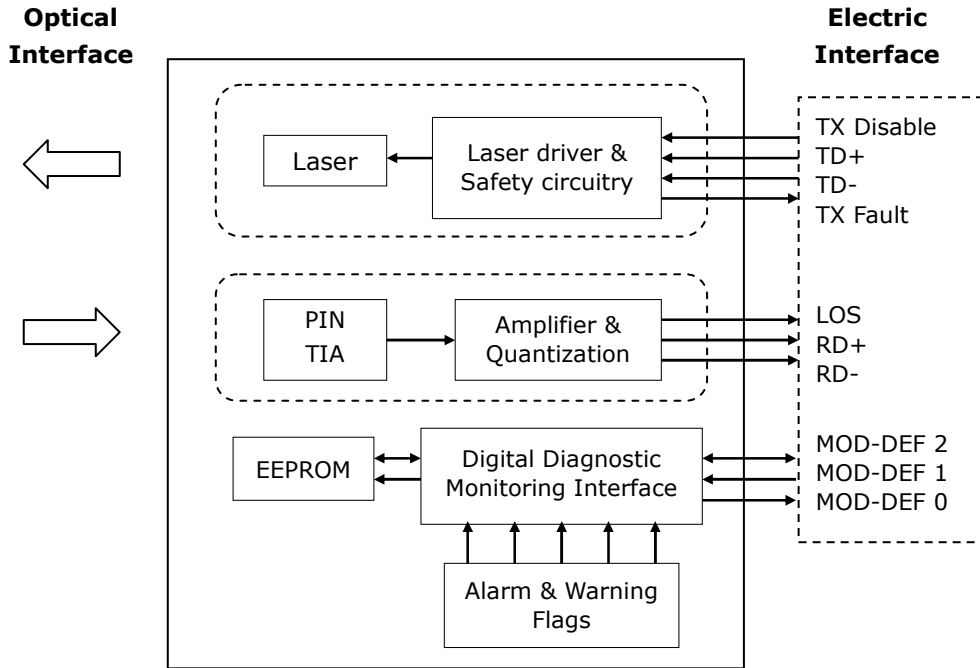 Optical
Interface
Electric
Interface
Laser
Laser driver &
Safety circuitry
TX Disable
TD+
TD-
TX Fault
PIN
TIA
Amplifier &
Quantization
LOS
RD+
RD-
EEPROM
Digital Diagnostic
Monitoring Interface
MOD-DEF 2
MOD-DEF 1
MOD-DEF 0
Alarm & Warning
Flags